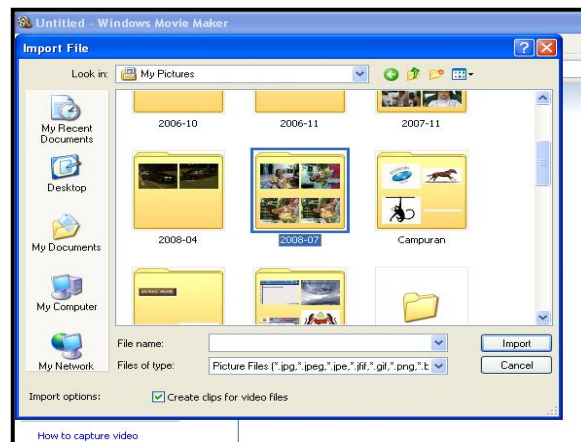 Untitled - Windows Movie Maker
Import File
Look in:
My Pictures
My Recent
Documents
Desktop
My Documents
My Computer
My Network
2006-10
2006-11
2007-11
2008-04
2008-07
Campuran
File name:
Import
Files of type:
Picture Files (*.jpg,*.jpeg,*.jpe,*.jfif,*.gif,*.png,*.t
Cancel
Import options:
Create clips for video files
How to capture video